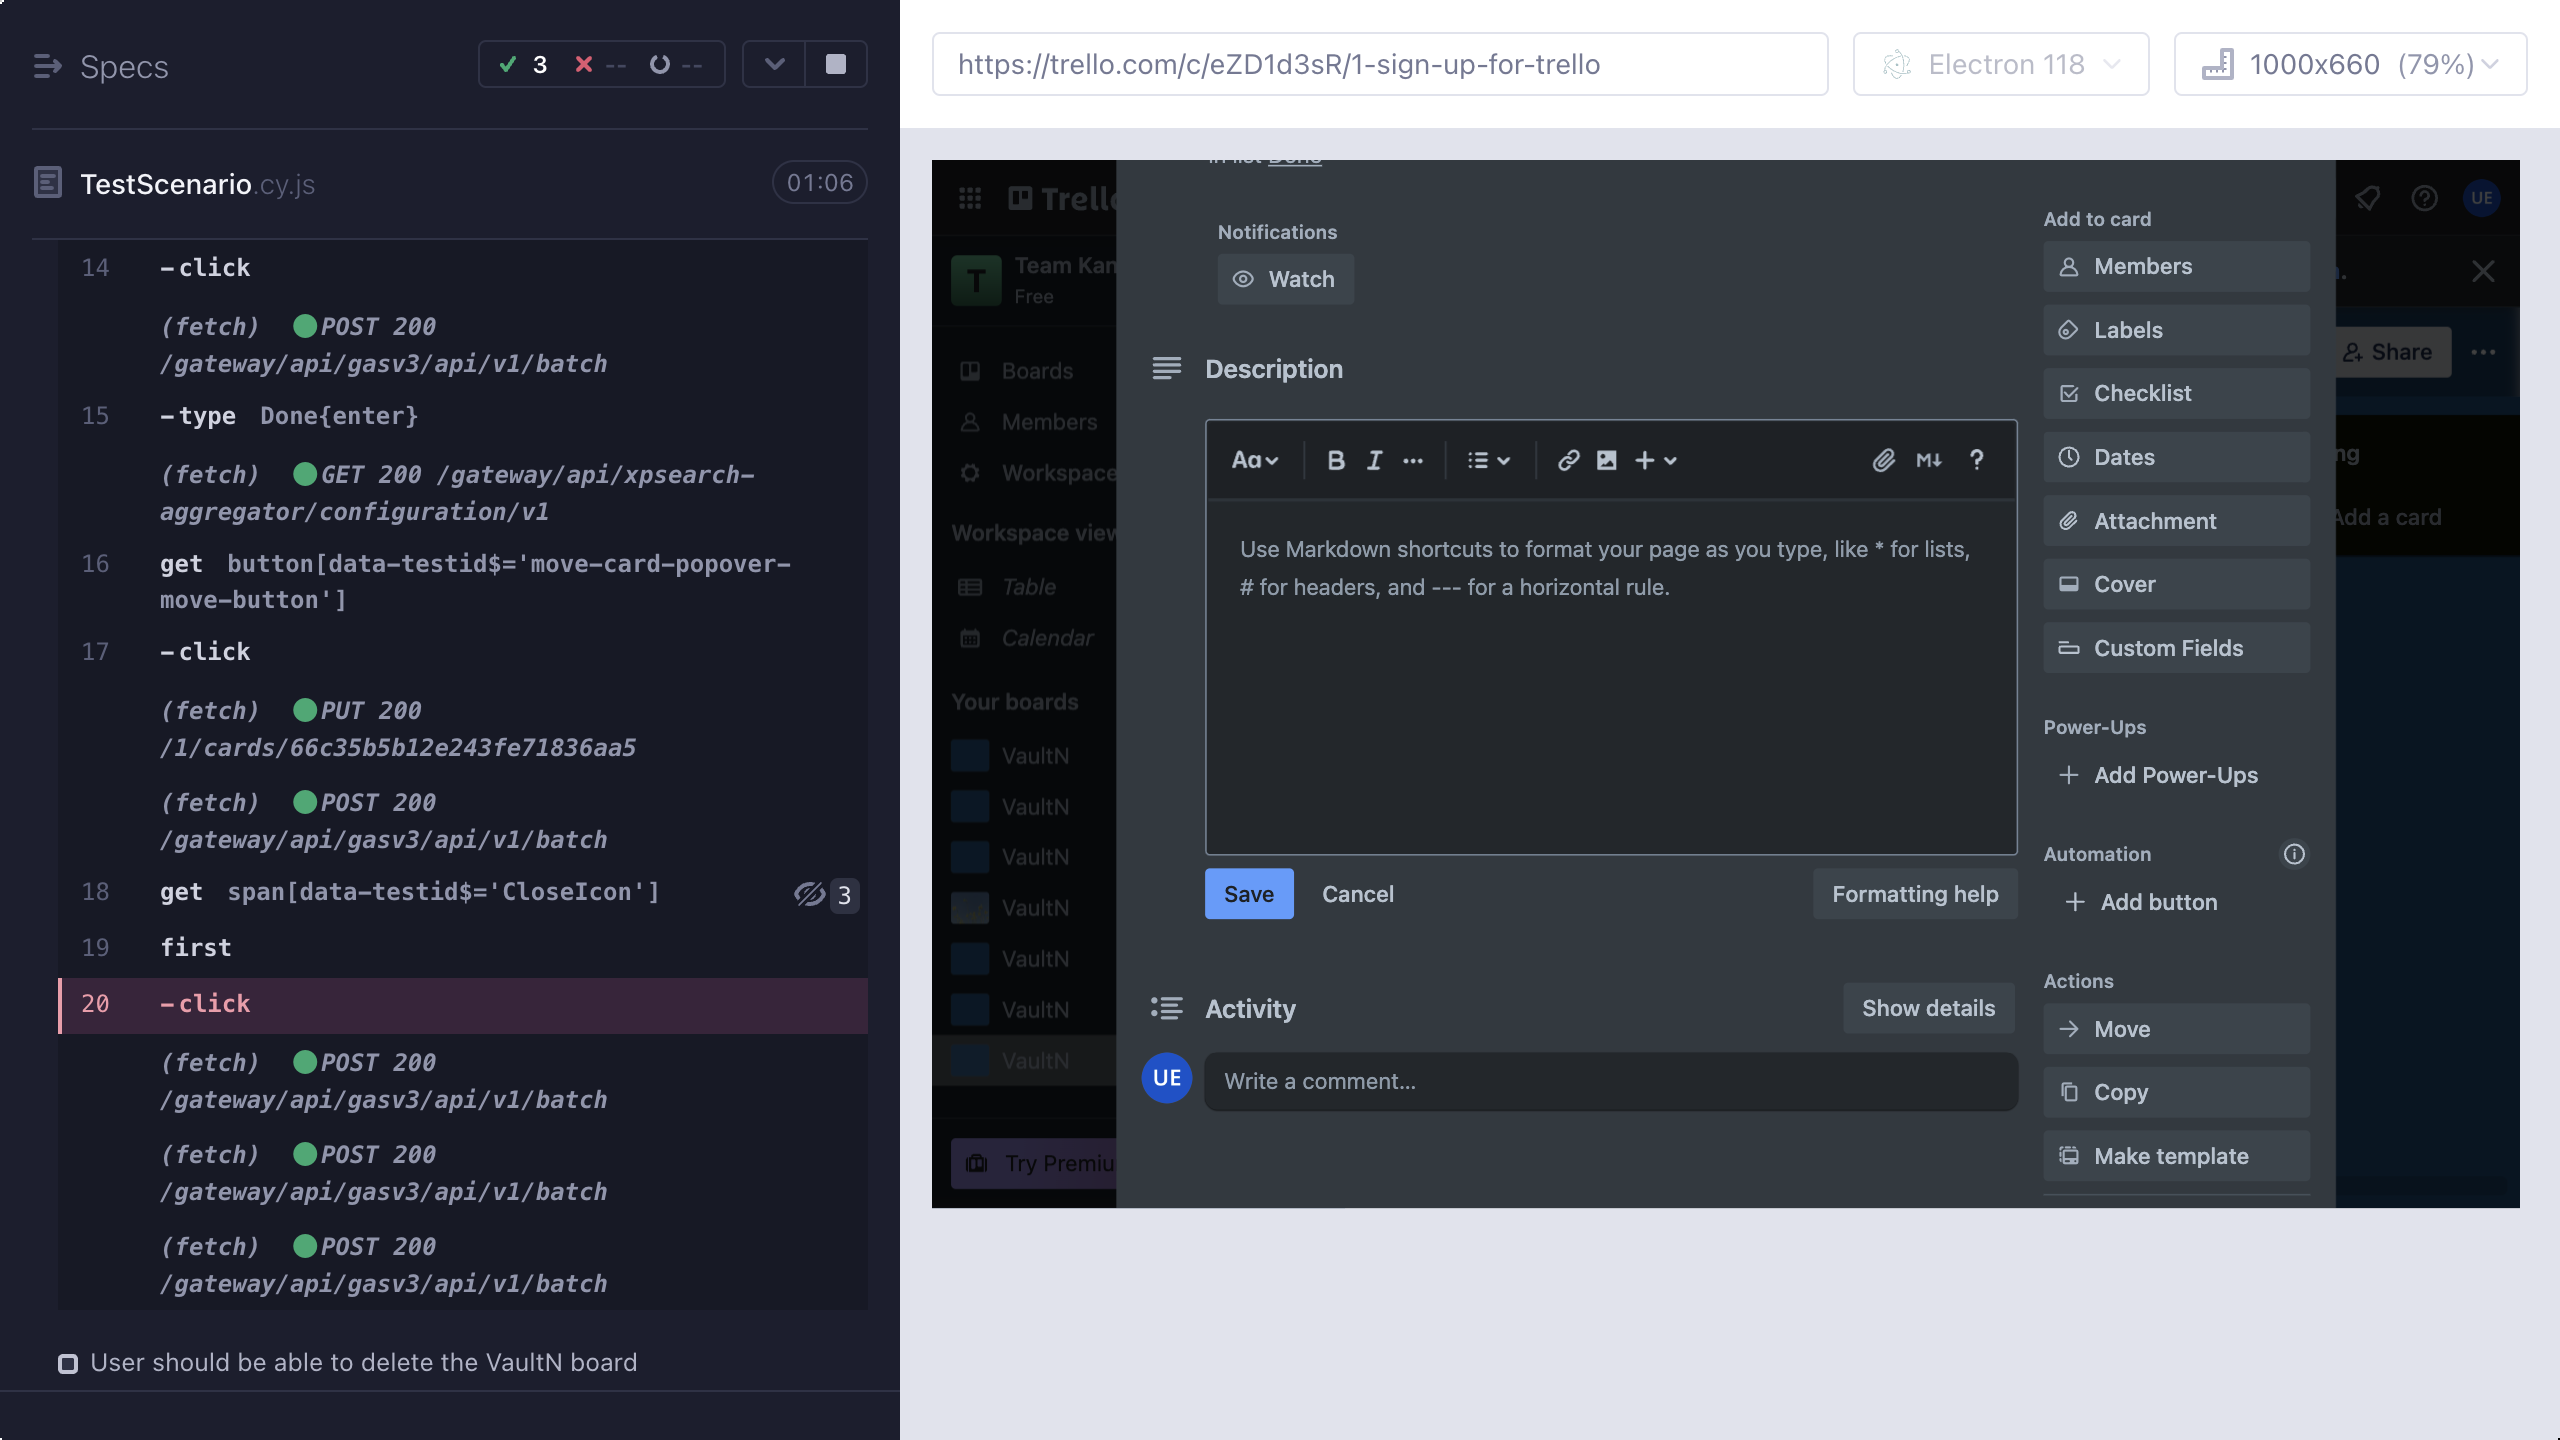 Specs
3 -- --
TestScenario.cy.js
01:06
14 -click
(fetch) POST 200
/gateway/api/gasv3/api/v1/batch
15 -type Done{enter}
(fetch) GET 200 /gateway/api/xpsearch-
aggregator/configuration/v1
16 get button[data-testid$='move-card-popover-
move-button']
17 -click
(fetch) PUT 200
/1/cards/66c35b5b12e243fe71836aa5
(fetch) POST 200
/gateway/api/gasv3/api/v1/batch
18 get span[data-testid$='CloseIcon'] 3
19 first
20 -click
(fetch) POST 200
/gateway/api/gasv3/api/v1/batch
(fetch) POST 200
/gateway/api/gasv3/api/v1/batch
(fetch) POST 200
/gateway/api/gasv3/api/v1/batch
User should be able to delete the VaultN board
https://trello.com/c/eZD1d3sR/1-sign-up-for-trello
Electron 118
1000x660 (79%)
Trello
T
Team Kan
Free
Boards
Members
Workspace
Workspace view
Table
Calendar
Your boards
VaultN
VaultN
VaultN
VaultN
VaultN
VaultN
VaultN
Try Premiu
in list Done
Notifications
Watch
Description
Aa B I M ?
Use Markdown shortcuts to format your page as you type, like * for lists,
# for headers, and --- for a horizontal rule.
Save Cancel Formatting help
Activity
Show details
UE
Write a comment...
Add to card
Members
Labels
Checklist
Dates
Attachment
Cover
Custom Fields
Power-Ups
Add Power-Ups
Automation
Add button
Actions
Move
Copy
Make template
UE
Share
ng
Add a card